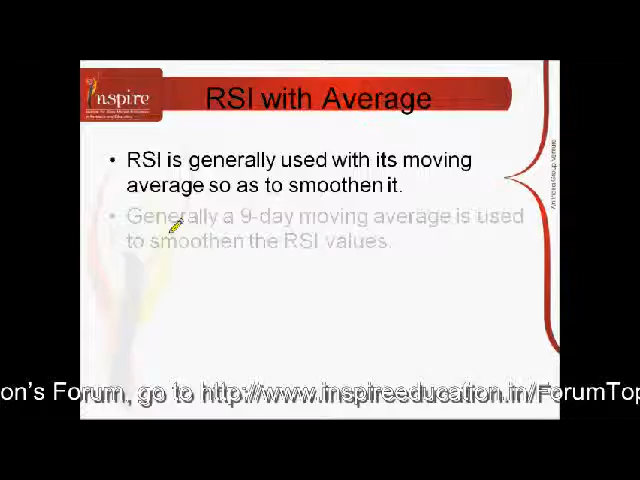 Inspire
RSI with Average
• RSI is generally used with its moving
average so as to smoothen it.
• Generally a 9-day moving average is used
to smoothen the RSI values.
on's Forum, go to http://www.inspireeducation.in/ForumTop